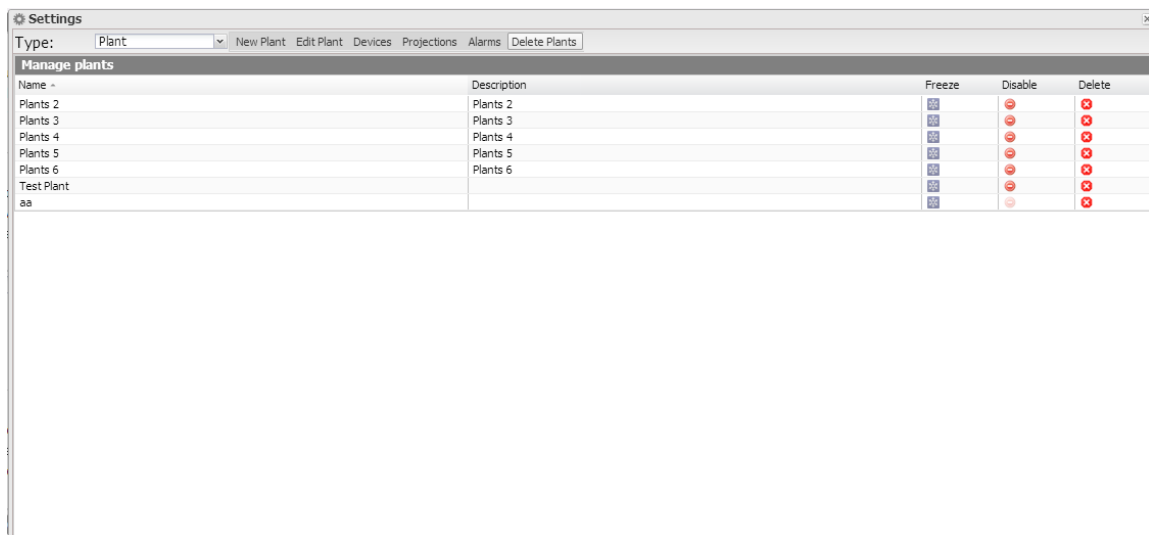 Settings
Type: Plant New Plant Edit Plant Devices Projections Alarms Delete Plants
Manage plants
Name Description Freeze Disable Delete
Plants 2 Plants 2
Plants 3 Plants 3
Plants 4 Plants 4
Plants 5 Plants 5
Plants 6 Plants 6
Test Plant
aa